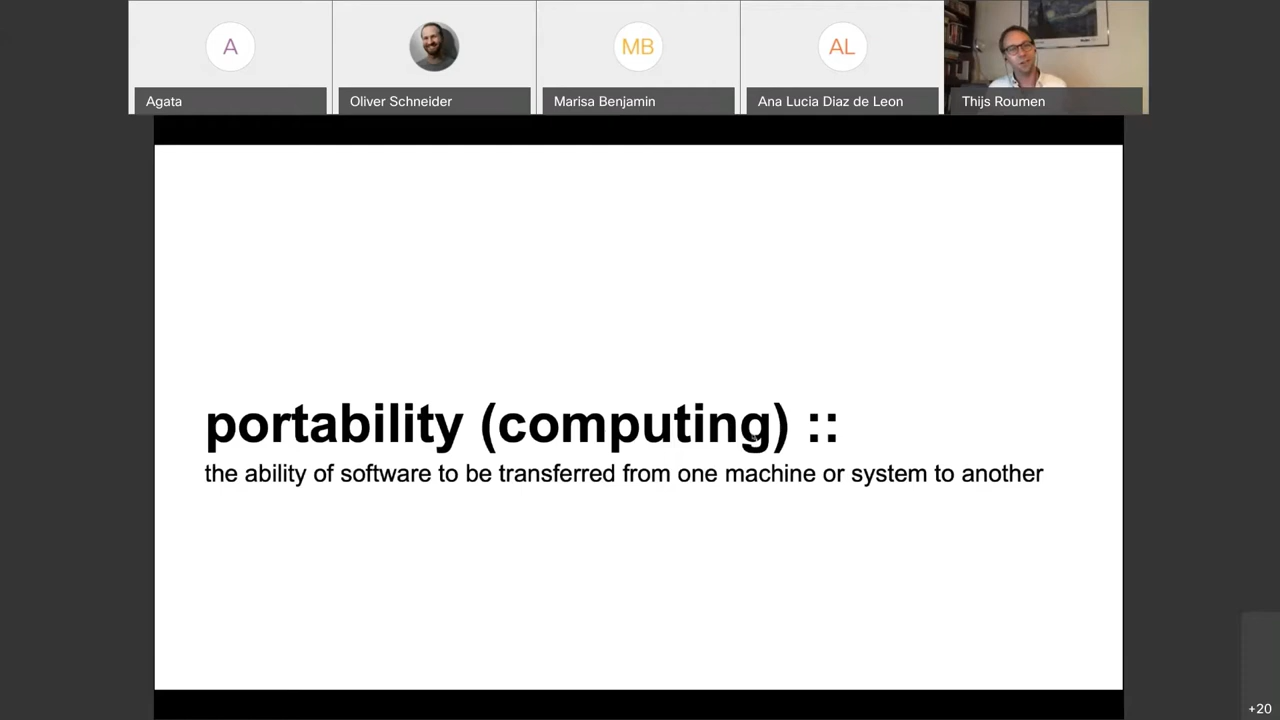 A
MB
AL
Agata
Oliver Schneider
Marisa Benjamin
Ana Lucia Diaz de Leon
Thijs Roumen
portability (computing) ::
the ability of software to be transferred from one machine or system to another
+20